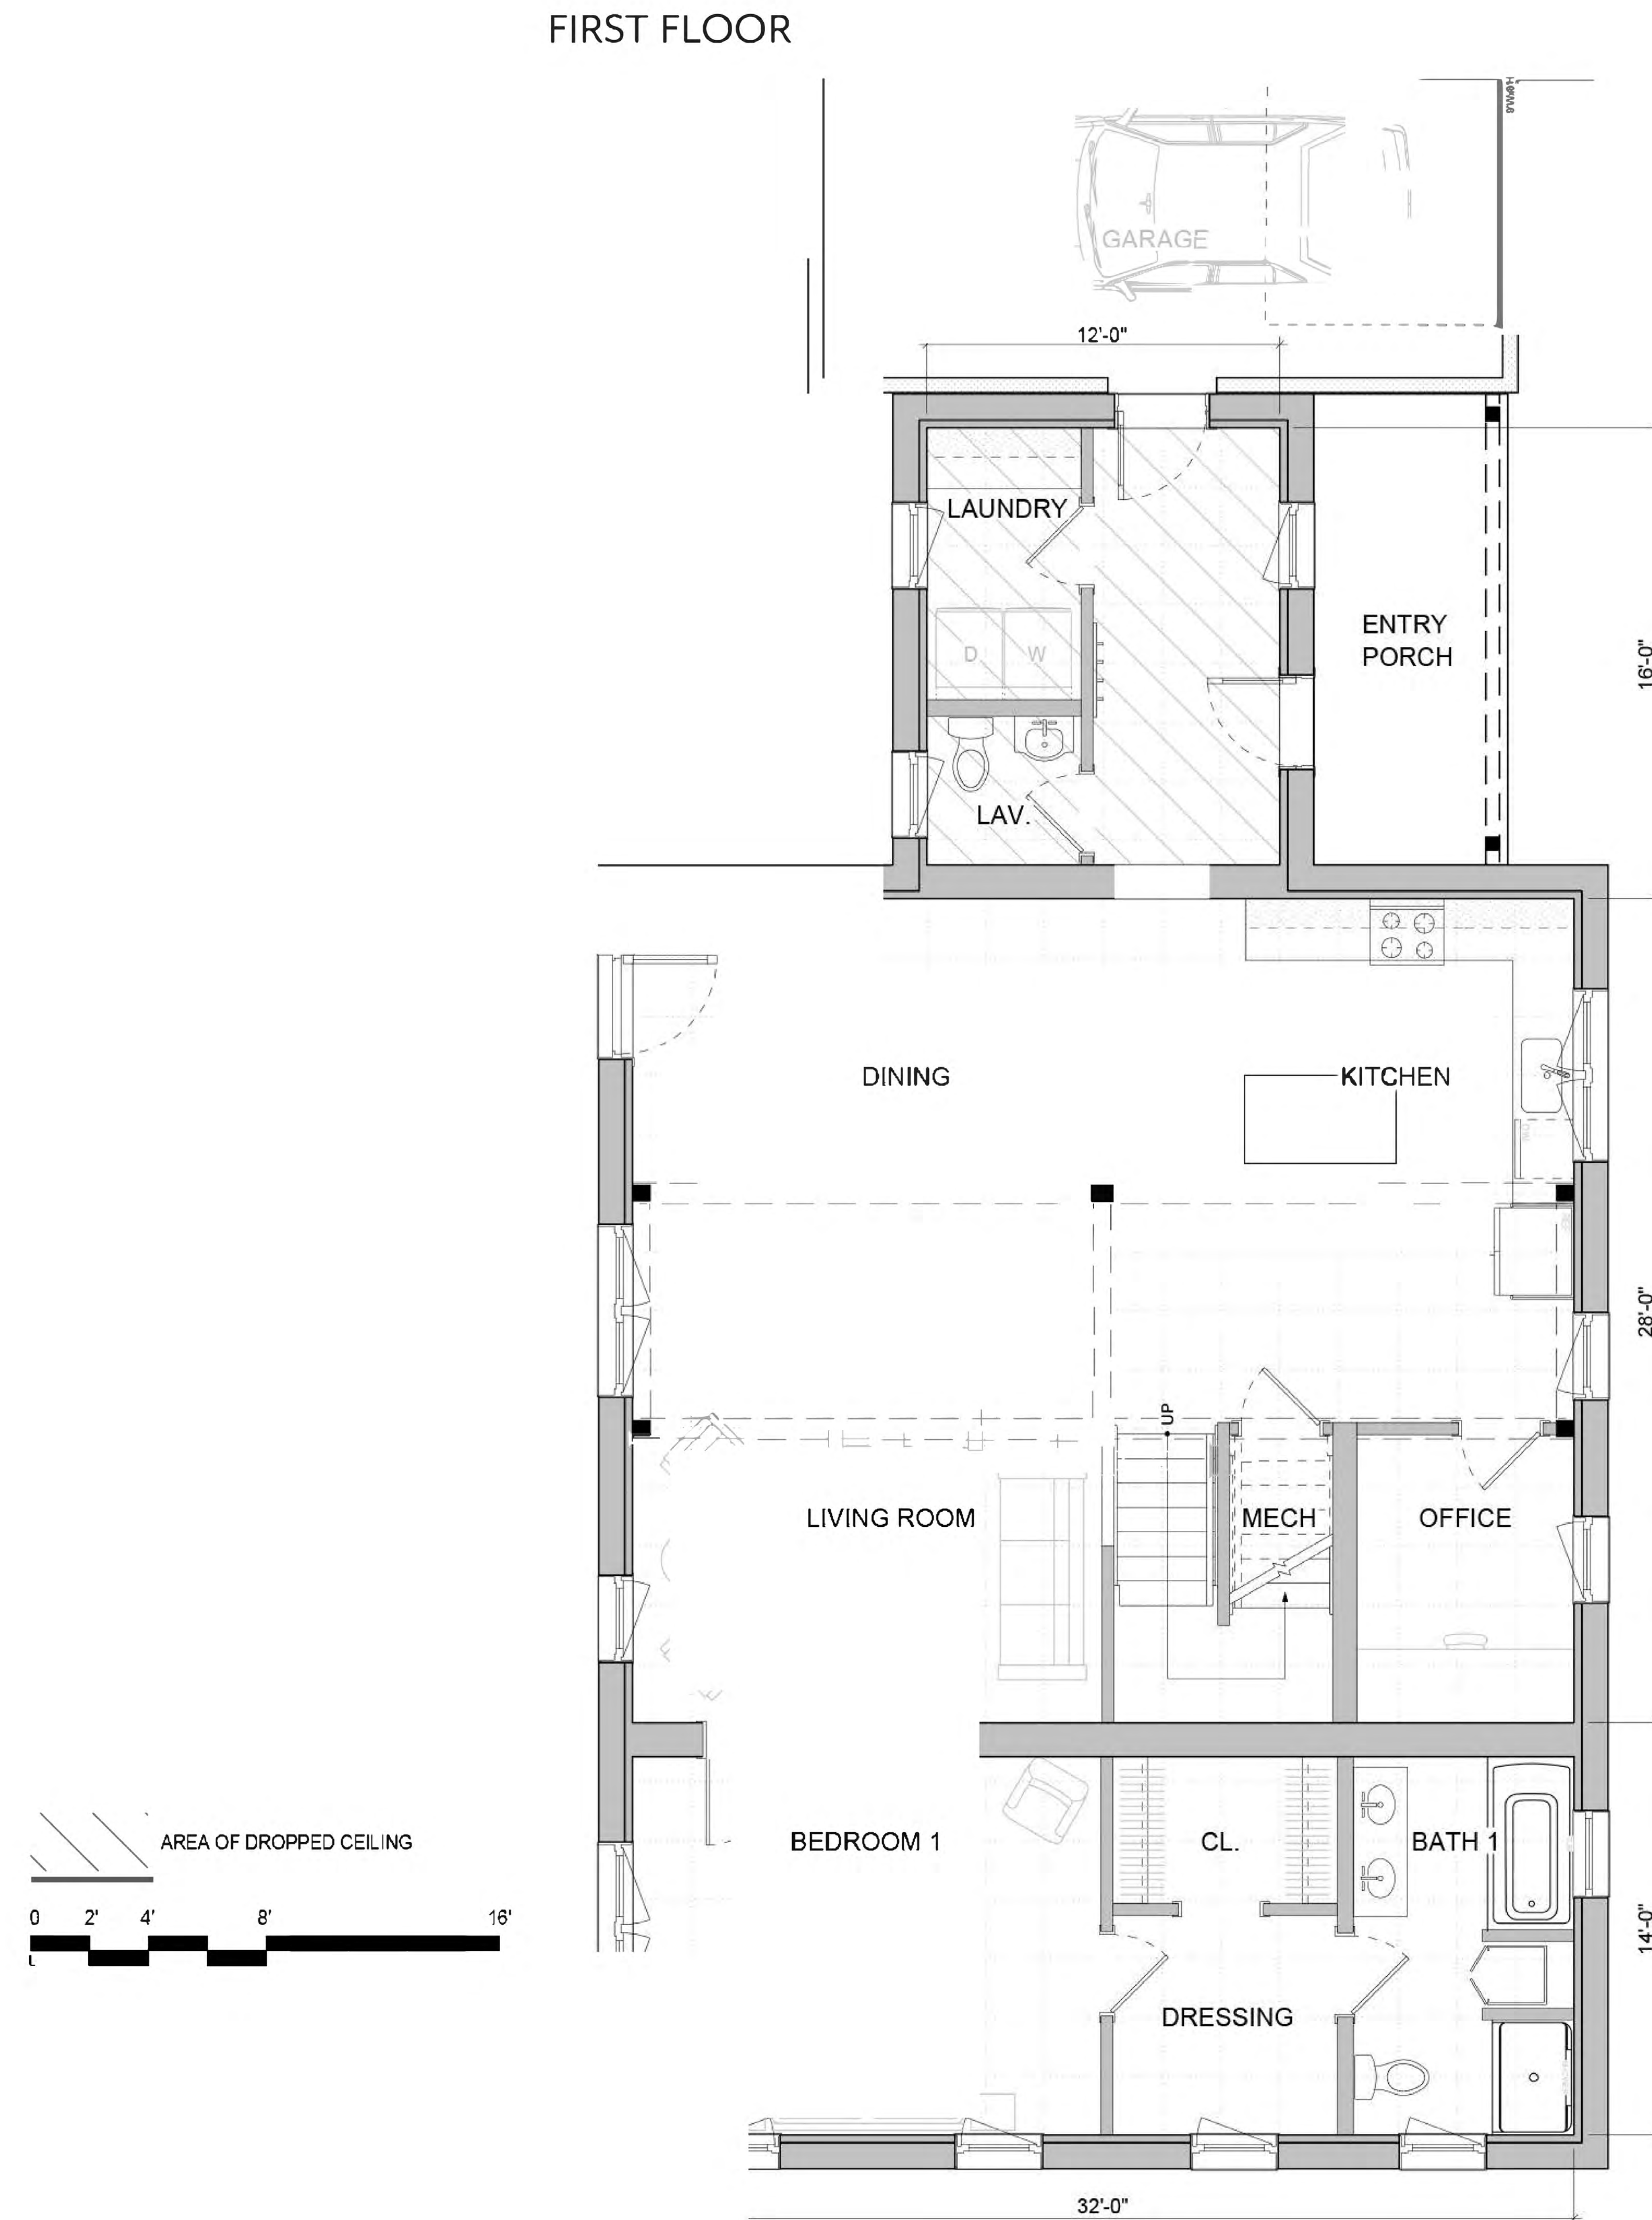 FIRST FLOOR
GARAGE
12'-0"
LAUNDRY
ENTRY
PORCH
16'-0"
D
W
LAV.
DINING
KITCHEN
28'-0"
UP
LIVING ROOM
MECH
OFFICE
BEDROOM 1
CL.
BATH 1
AREA OF DROPPED CEILING
0 2' 4' 8' 16'
14'-0"
DRESSING
32'-0"